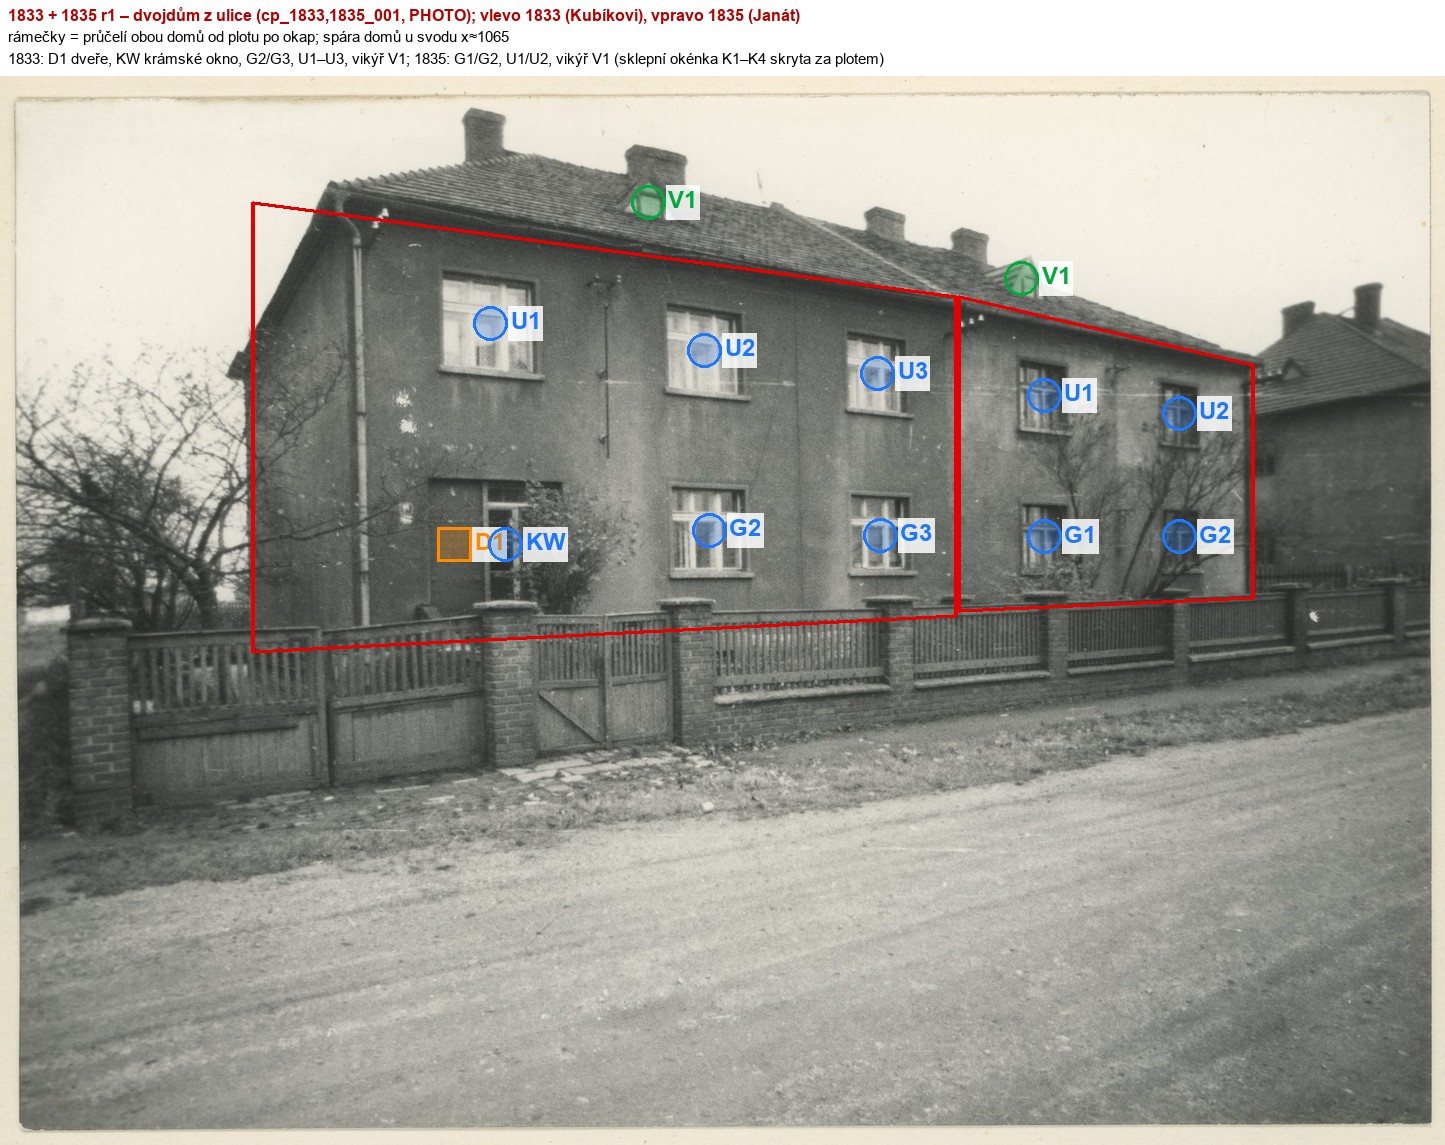 1833 + 1835 r1 – dvojdům z ulice (cp_1833,1835_001, PHOTO); vlevo 1833 (Kubíkovi), vpravo 1835 (Janát)
rámečky = průčelí obou domů od plotu po okap; spára domů u svodu x≈1065
1833: D1 dveře, KW krámské okno, G2/G3, U1–U3, vikýř V1; 1835: G1/G2, U1/U2, vikýř V1 (sklepní okénka K1–K4 skryta za plotem)
V1
V1
U1
U2
U3
U1
U2
D1
KW
G2
G3
G1
G2